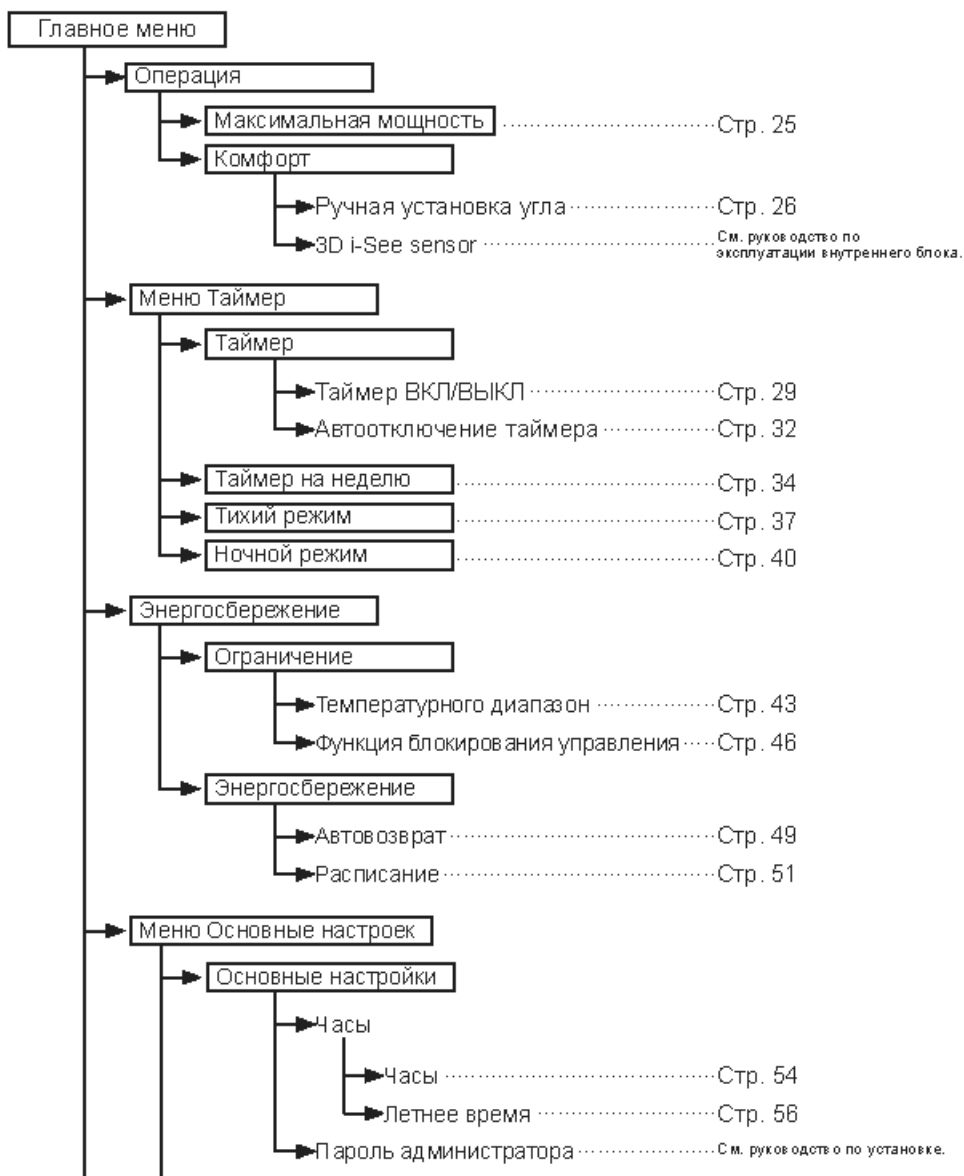 Главное меню
Операция
Максимальная мощность Стр. 25
Комфорт
Ручная установка угла Стр. 26
3D i-See sensor См. руководство по
эксплуатации внутреннего блока.
Меню Таймер
Таймер
Таймер ВКЛ/ВЫКЛ Стр. 29
Автоотключение таймера Стр. 32
Таймер на неделю Стр. 34
Тихий режим Стр. 37
Ночной режим Стр. 40
Энергосбережение
Ограничение
Температурного диапазон Стр. 43
Функция блокирования управления Стр. 46
Энергосбережение
Автовозврат Стр. 49
Расписание Стр. 51
Меню Основные настроек
Основные настройки
Часы
Часы Стр. 54
Летнее время Стр. 56
Пароль администратора См. руководство по установке.